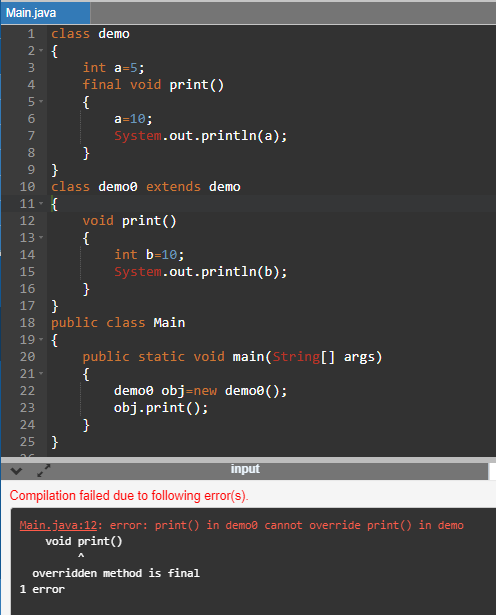 Main.java
1 class demo
2 {
3 int a=5;
4 final void print()
5 {
6 a=10;
7 System.out.println(a);
8 }
9 }
10 class demo0 extends demo
11 {
12 void print()
13 {
14 int b=10;
15 System.out.println(b);
16 }
17 }
18 public class Main
19 {
20 public static void main(String[] args)
21 {
22 demo0 obj=new demo0();
23 obj.print();
24 }
25 }
26
input
Compilation failed due to following error(s).
Main.java:12: error: print() in demo0 cannot override print() in demo
void print()
^
overridden method is final
1 error